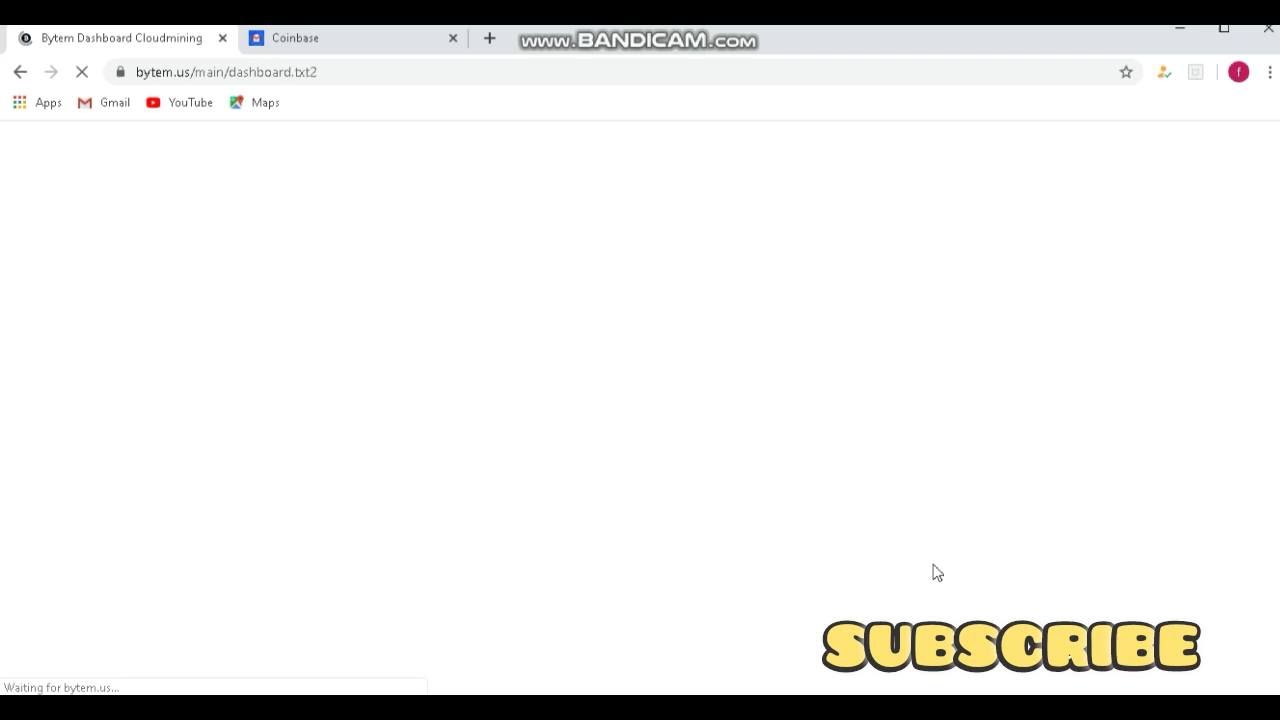 Bytem Dashboard Cloudmining
Coinbase
www.BANDICAM.com
bytem.us/main/dashboard.txt2
f
Apps
Gmail
YouTube
Maps
SUBSCRIBE
Waiting for bytem.us...